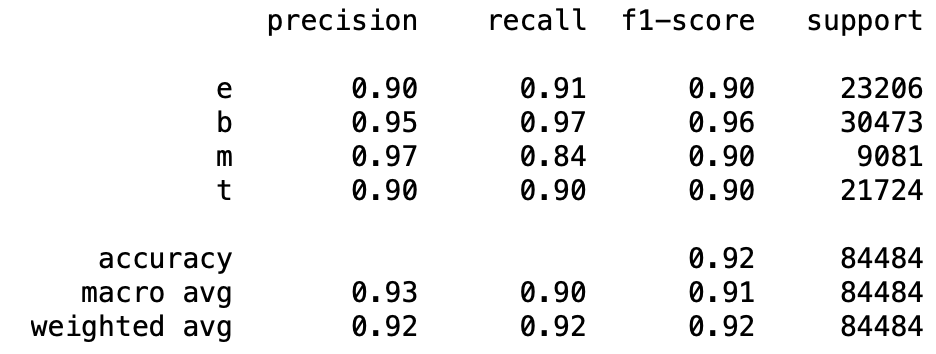 precision recall f1-score support
e 0.90 0.91 0.90 23206
b 0.95 0.97 0.96 30473
m 0.97 0.84 0.90 9081
t 0.90 0.90 0.90 21724
accuracy 0.92 84484
macro avg 0.93 0.90 0.91 84484
weighted avg 0.92 0.92 0.92 84484